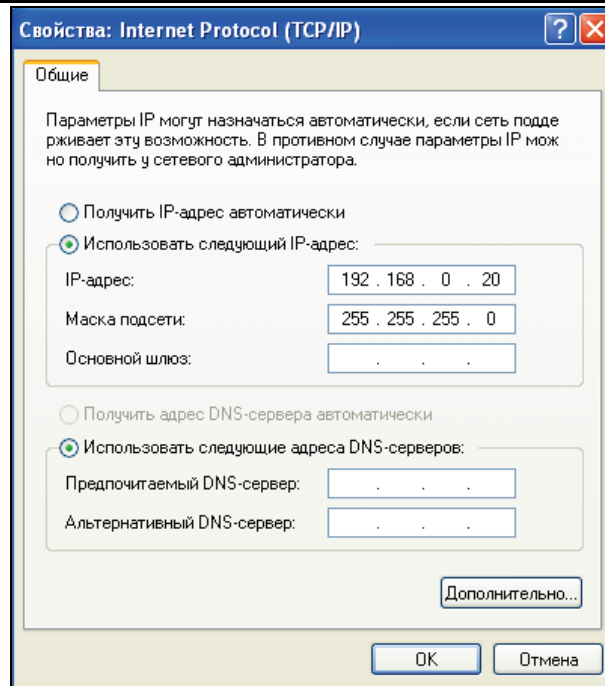 Свойства: Internet Protocol (TCP/IP)
Общие
Параметры IP могут назначаться автоматически, если сеть подде
рживает эту возможность. В противном случае параметры IP мож
но получить у сетевого администратора.
Получить IP-адрес автоматически
Использовать следующий IP-адрес:
IP-адрес: 192 . 168 . 0 . 20
Маска подсети: 255 . 255 . 255 . 0
Основной шлюз: . . .
Получить адрес DNS-сервера автоматически
Использовать следующие адреса DNS-серверов:
Предпочитаемый DNS-сервер: . . .
Альтернативный DNS-сервер: . . .
Дополнительно...
OK Отмена